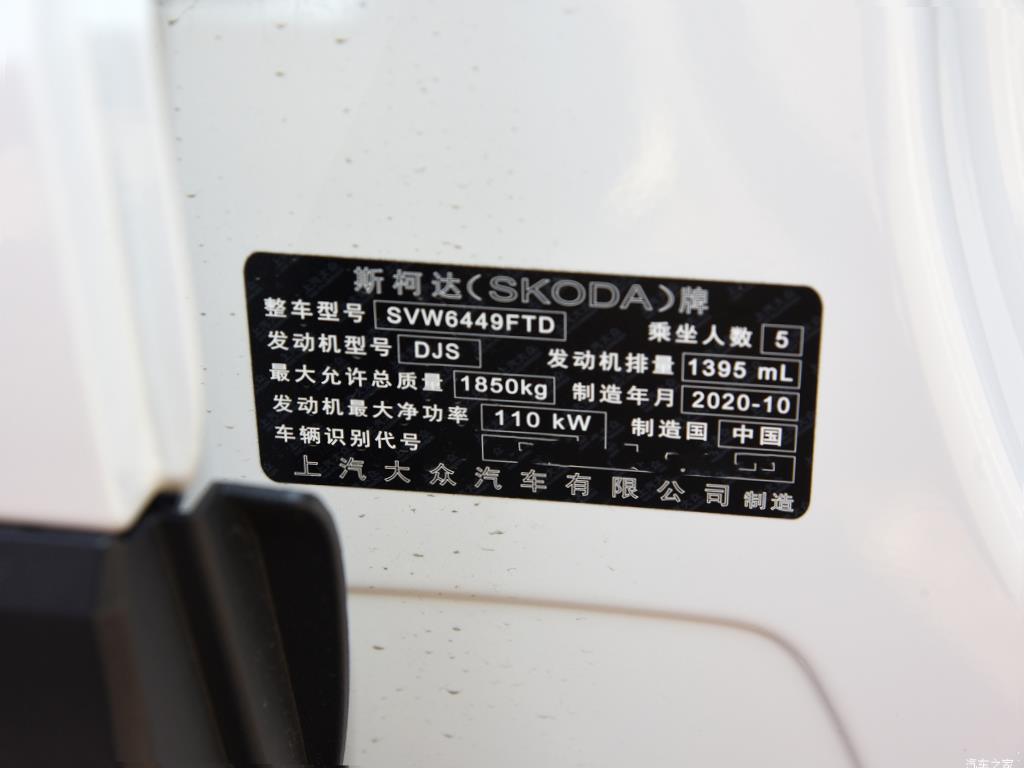 斯柯达(SKODA)牌
整车型号 SVW6449FTD 乘坐人数 5
发动机型号 DJS 发动机排量 1395 mL
最大允许总质量 1850kg 制造年月 2020-10
发动机最大净功率 110 kW 制造国 中国
车辆识别代号
上汽大众汽车有限公司 制造
汽车之家